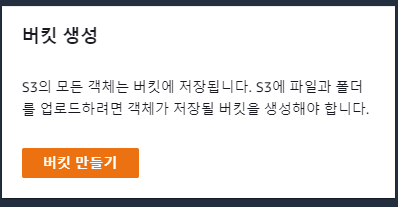 버킷 생성
S3의 모든 객체는 버킷에 저장됩니다. S3에 파일과 폴더
를 업로드하려면 객체가 저장될 버킷을 생성해야 합니다.
버킷 만들기